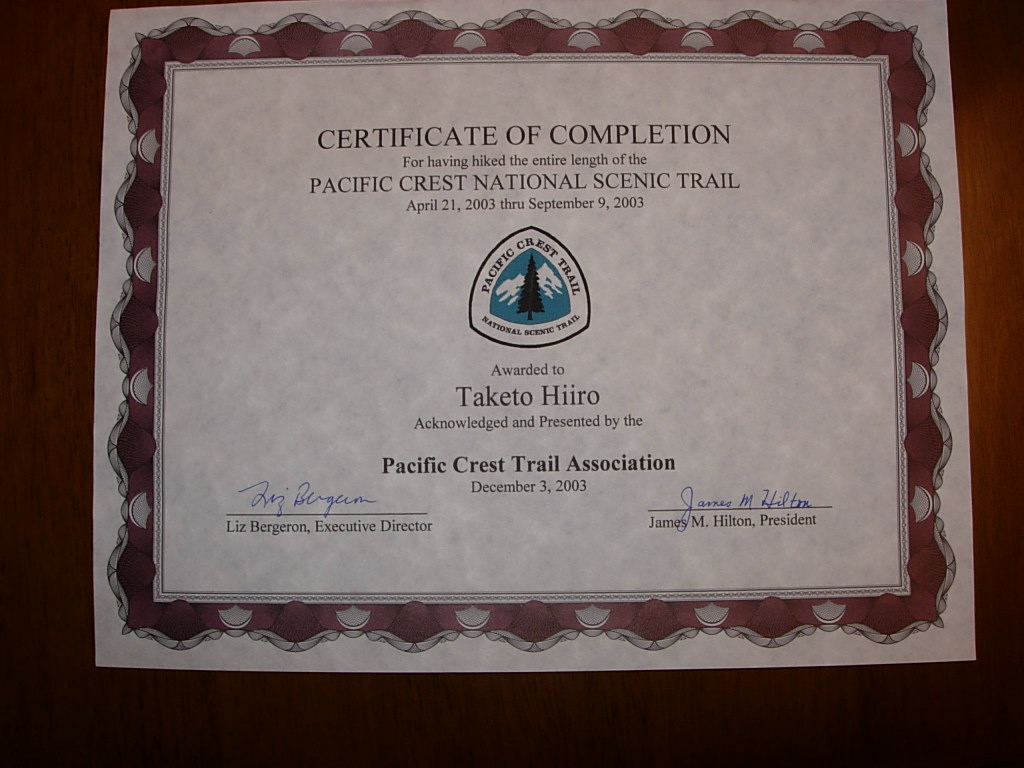 CERTIFICATE OF COMPLETION
For having hiked the entire length of the
PACIFIC CREST NATIONAL SCENIC TRAIL
April 21, 2003 thru September 9, 2003
PACIFIC CREST TRAIL
NATIONAL SCENIC TRAIL
Awarded to
Taketo Hiiro
Acknowledged and Presented by the
Pacific Crest Trail Association
December 3, 2003
Liz Bergeron
Liz Bergeron, Executive Director
James M Hilton
James M. Hilton, President